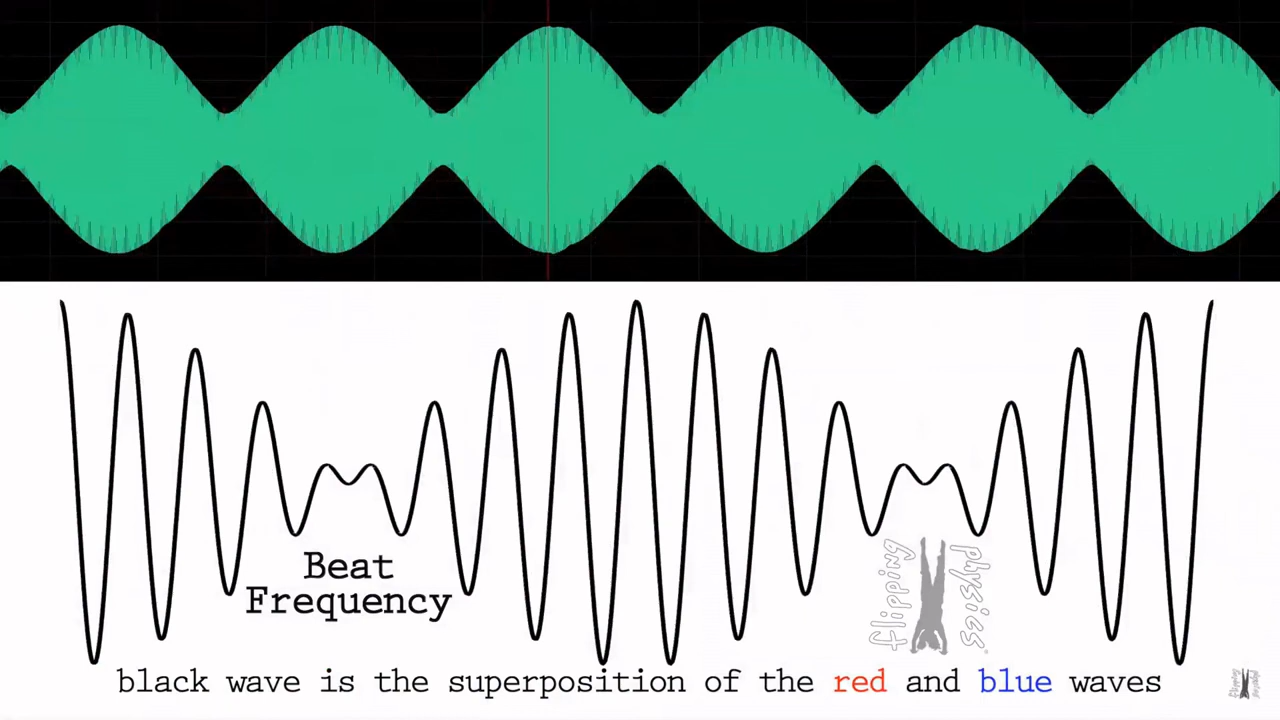 Beat
Frequency
flipping
physics
black wave is the superposition of the red and blue waves